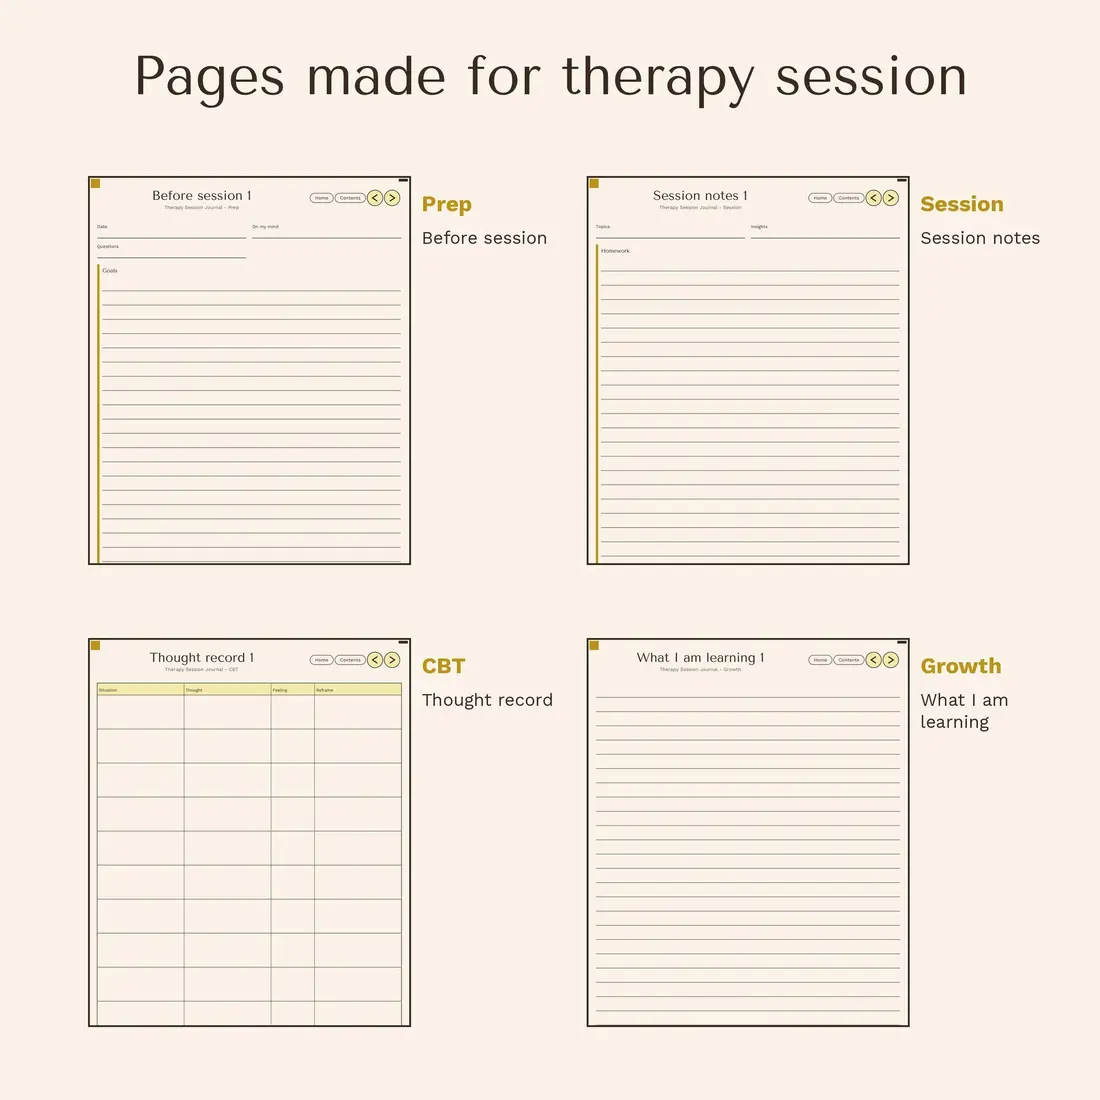 Pages made for therapy session
Before session 1
Therapy Session Journal - Prep
Home
Contents
<
>
Date
On my mind
Questions
Goals
Prep
Before session
Session notes 1
Therapy Session Journal - Session
Home
Contents
<
>
Topics
Insights
Homework
Session
Session notes
Thought record 1
Therapy Session Journal - CBT
Home
Contents
<
>
Situation
Thought
Feeling
Reframe
CBT
Thought record
What I am learning 1
Therapy Session Journal - Growth
Home
Contents
<
>
Growth
What I am
learning